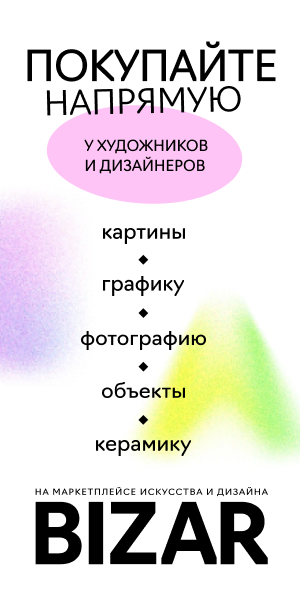 ПОКУПАЙТЕ
НАПРЯМУЮ
У ХУДОЖНИКОВ
И ДИЗАЙНЕРОВ
картины
графику
фотографию
объекты
керамику
НА МАРКЕТПЛЕЙСЕ ИСКУССТВА И ДИЗАЙНА
BIZAR